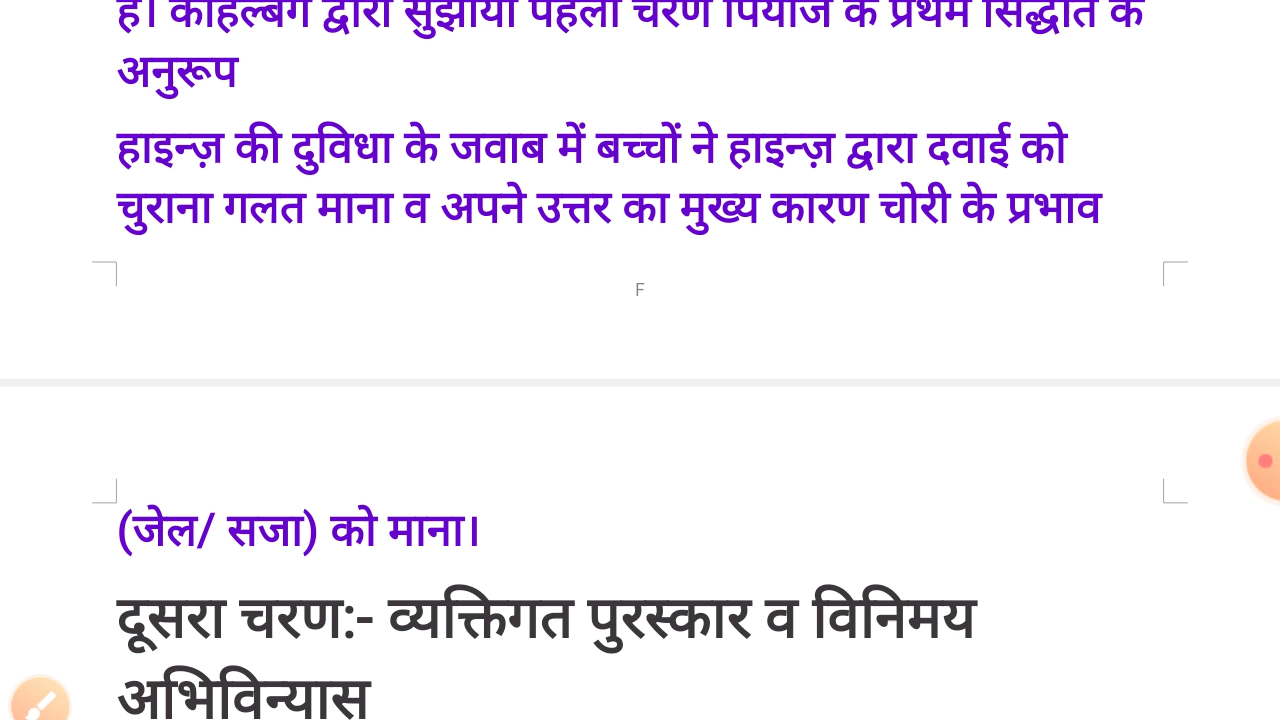 है। कोहल्बर्ग द्वारा सुझाया पहला चरण पियाजे के प्रथम सिद्धांत के
अनुरूप
हाइन्ज़ की दुविधा के जवाब में बच्चों ने हाइन्ज़ द्वारा दवाई को
चुराना गलत माना व अपने उत्तर का मुख्य कारण चोरी के प्रभाव
F
(जेल/ सजा) को माना।
दूसरा चरण:- व्यक्तिगत पुरस्कार व विनिमय
अभिविन्यास